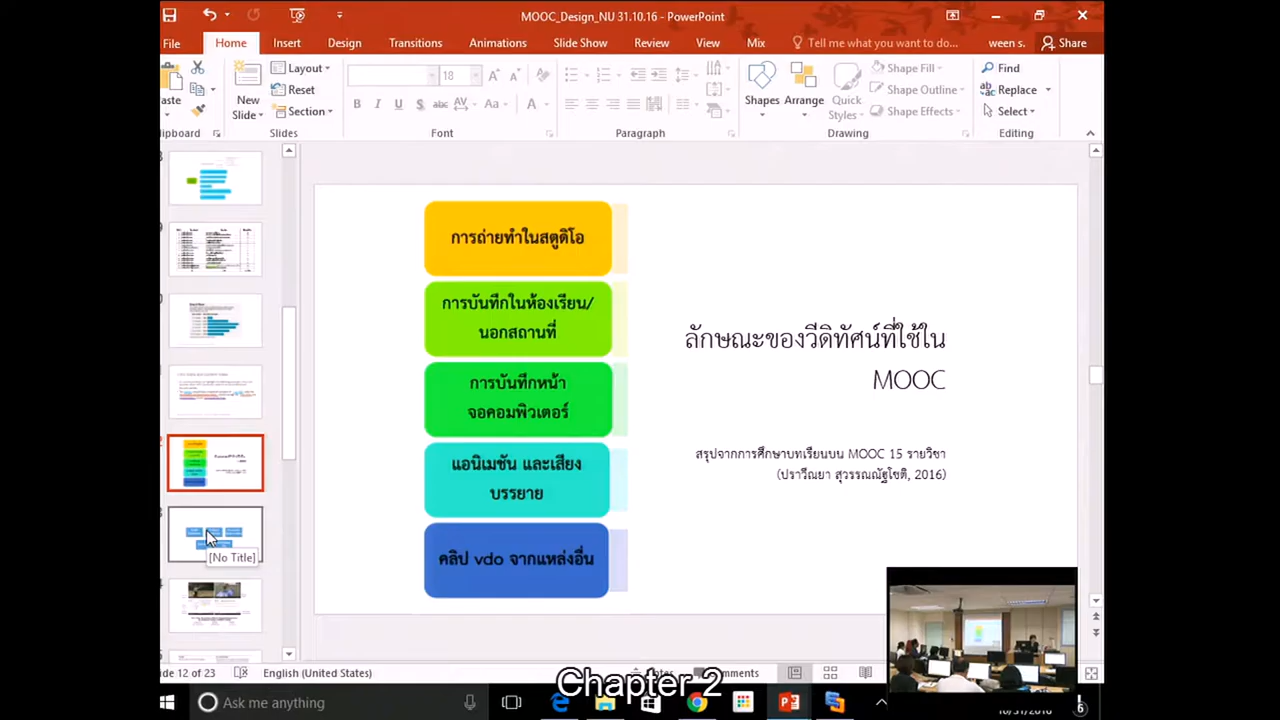 MOOC_Design_NU 31.10.16 - PowerPoint
File Home Insert Design Transitions Animations Slide Show Review View Mix Tell me what you want to do... ween s. Share
Layout
Reset
Section
New
Slide
18
B I U S abc AV Aa A
Shapes Arrange Quick
Styles
Shape Fill
Shape Outline
Shape Effects
Find
Replace
Select
Slides Font Paragraph Drawing Editing
การถ่ายทำในสตูดิโอ
การบันทึกในห้องเรียน/
นอกสถานที่
การบันทึกหน้า
จอคอมพิวเตอร์
แอนิเมชัน และเสียง
บรรยาย
คลิป vdo จากแหล่งอื่น
ลักษณะของวีดิทัศน์ที่ใช้ใน
MOOC
สรุปจากการศึกษาบทเรียนบน MOOC 15 รายวิชา
(ปราวีณยา สุวรรณณัฐโชติ, 2016)
[No Title]
12 of 23 English (United States)
Chapter 2
Ask me anything